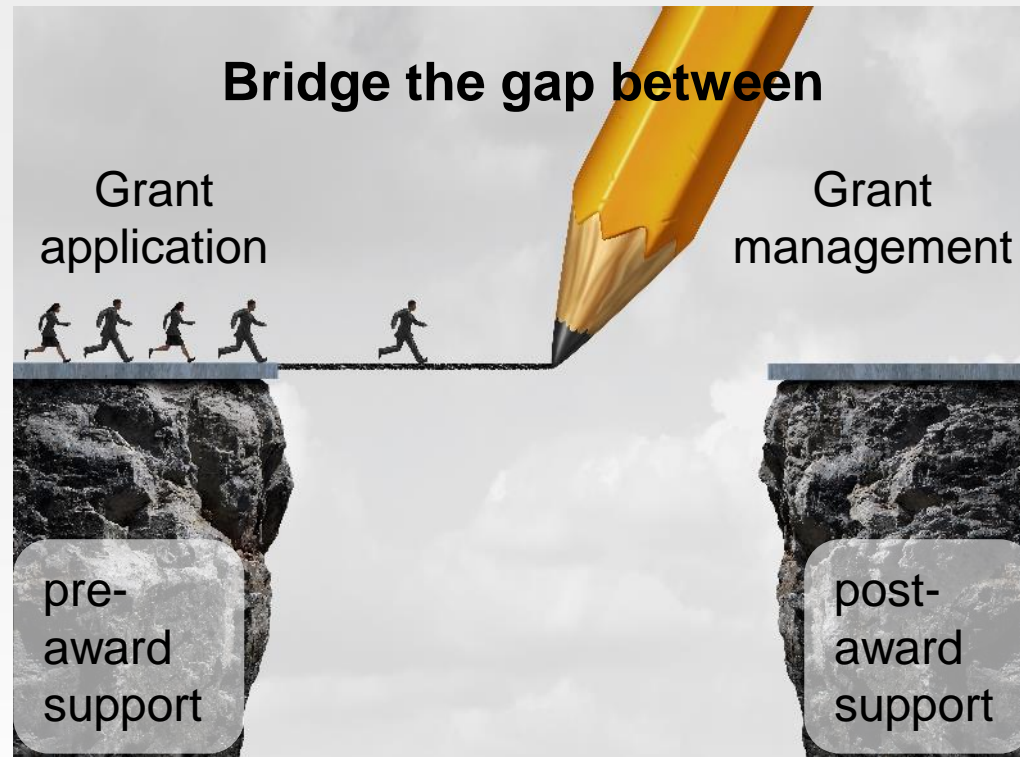 Bridge the gap between
Grant
application
Grant
management
pre-
award
support
post-
award
support